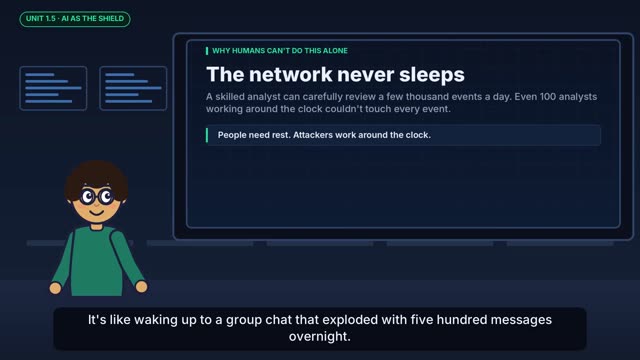 UNIT 1.5 · AI AS THE SHIELD
WHY HUMANS CAN'T DO THIS ALONE
The network never sleeps
A skilled analyst can carefully review a few thousand events a day. Even 100 analysts
working around the clock couldn't touch every event.
People need rest. Attackers work around the clock.
It's like waking up to a group chat that exploded with five hundred messages
overnight.